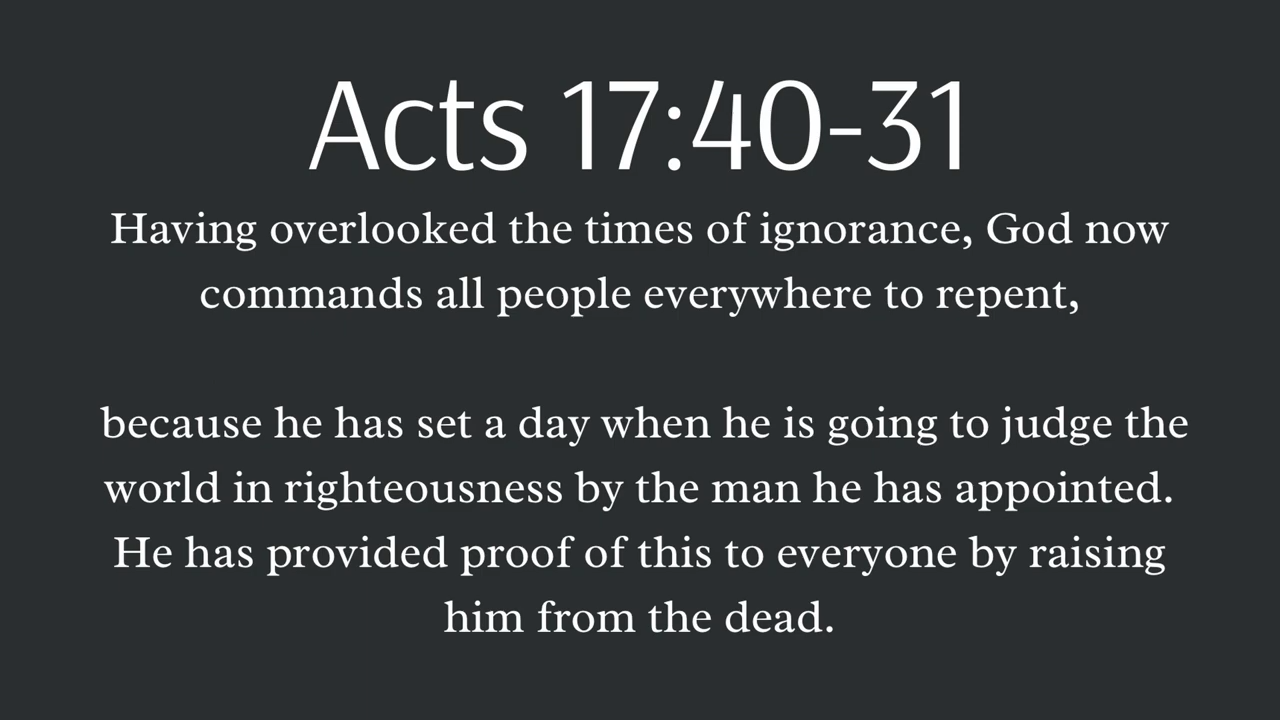 Acts 17:40-31
Having overlooked the times of ignorance, God now
commands all people everywhere to repent,
because he has set a day when he is going to judge the
world in righteousness by the man he has appointed.
He has provided proof of this to everyone by raising
him from the dead.